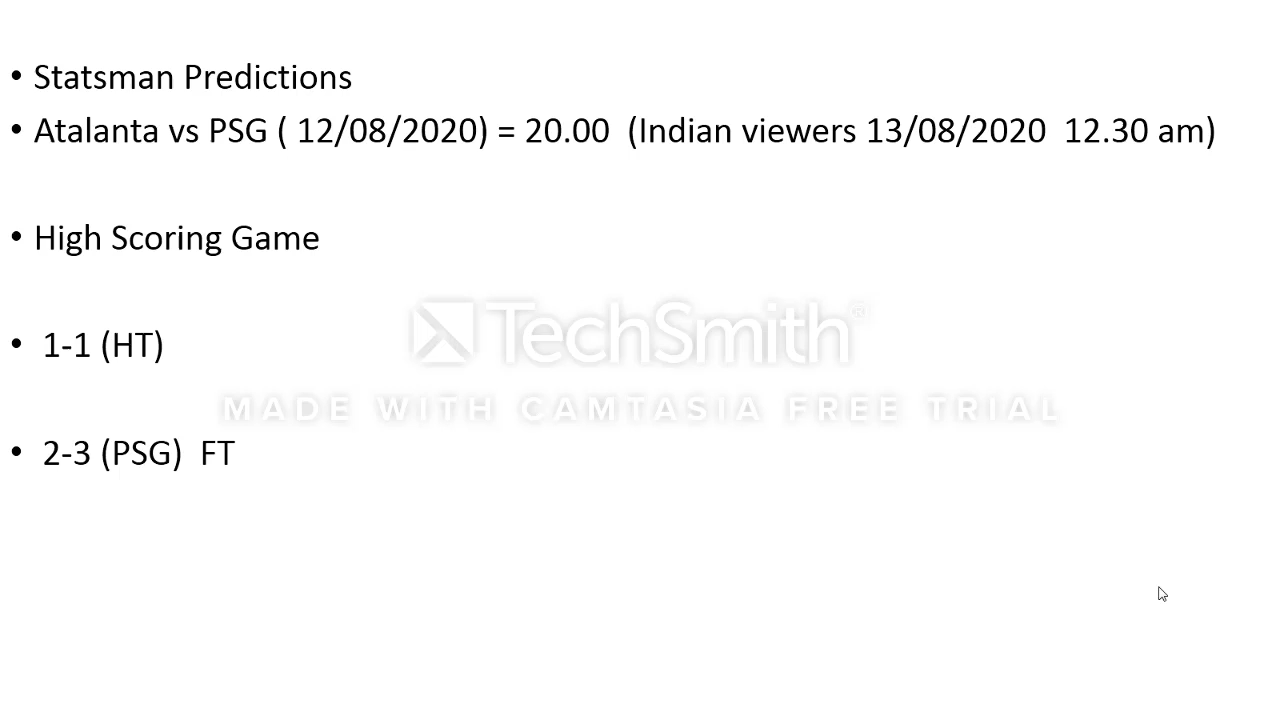 • Statsman Predictions
• Atalanta vs PSG ( 12/08/2020) = 20.00  (Indian viewers 13/08/2020  12.30 am)
• High Scoring Game
TechSmith®
• 1-1 (HT)
MADE WITH CAMTASIA FREE TRIAL
• 2-3 (PSG)  FT